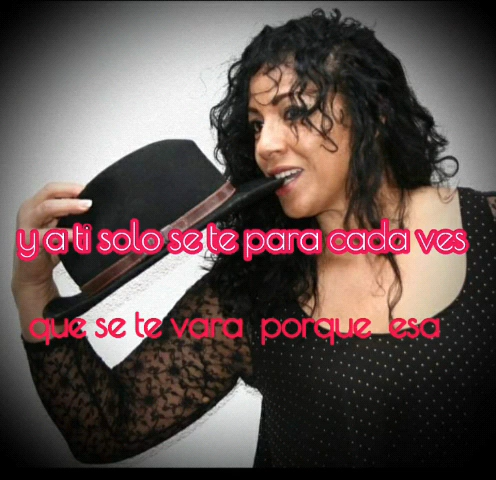 y a ti solo se te para cada ves
que se te vara porque esa